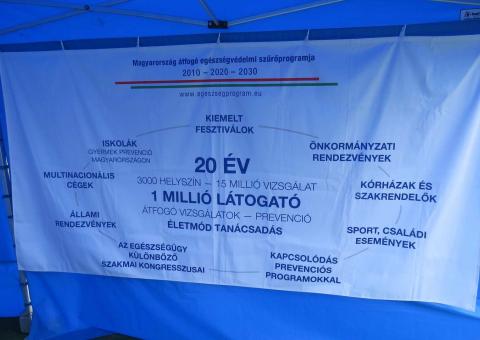 Magyarország átfogó egészségvédelmi szűrőprogramja
2010 – 2020 – 2030
www.egeszsegprogram.eu
KIEMELT
FESZTIVÁLOK
ISKOLÁK
GYERMEK PREVENCIÓ
MAGYARORSZÁGON
ÖNKORMÁNYZATI
RENDEZVÉNYEK
20 ÉV
3000 HELYSZÍN – 15 MILLIÓ VIZSGÁLAT
1 MILLIÓ LÁTOGATÓ
ÁTFOGÓ VIZSGÁLATOK – PREVENCIÓ
ÉLETMÓD TANÁCSADÁS
MULTINACIONÁLIS
CÉGEK
KÓRHÁZAK ÉS
SZAKRENDELŐK
ÁLLAMI
RENDEZVÉNYEK
SPORT, CSALÁDI
ESEMÉNYEK
AZ EGÉSZSÉGÜGY
KÜLÖNBÖZŐ
SZAKMAI KONGRESSZUSAI
KAPCSOLÓDÁS
PREVENCIÓS
PROGRAMOKKAL